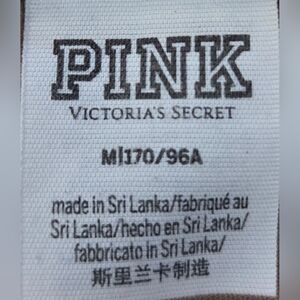 PINK
VICTORIA'S SECRET
M|170/96A
made in Sri Lanka/fabriqué au
Sri Lanka/hecho en Sri Lanka/
fabbricato in Sri Lanka/
斯里兰卡制造